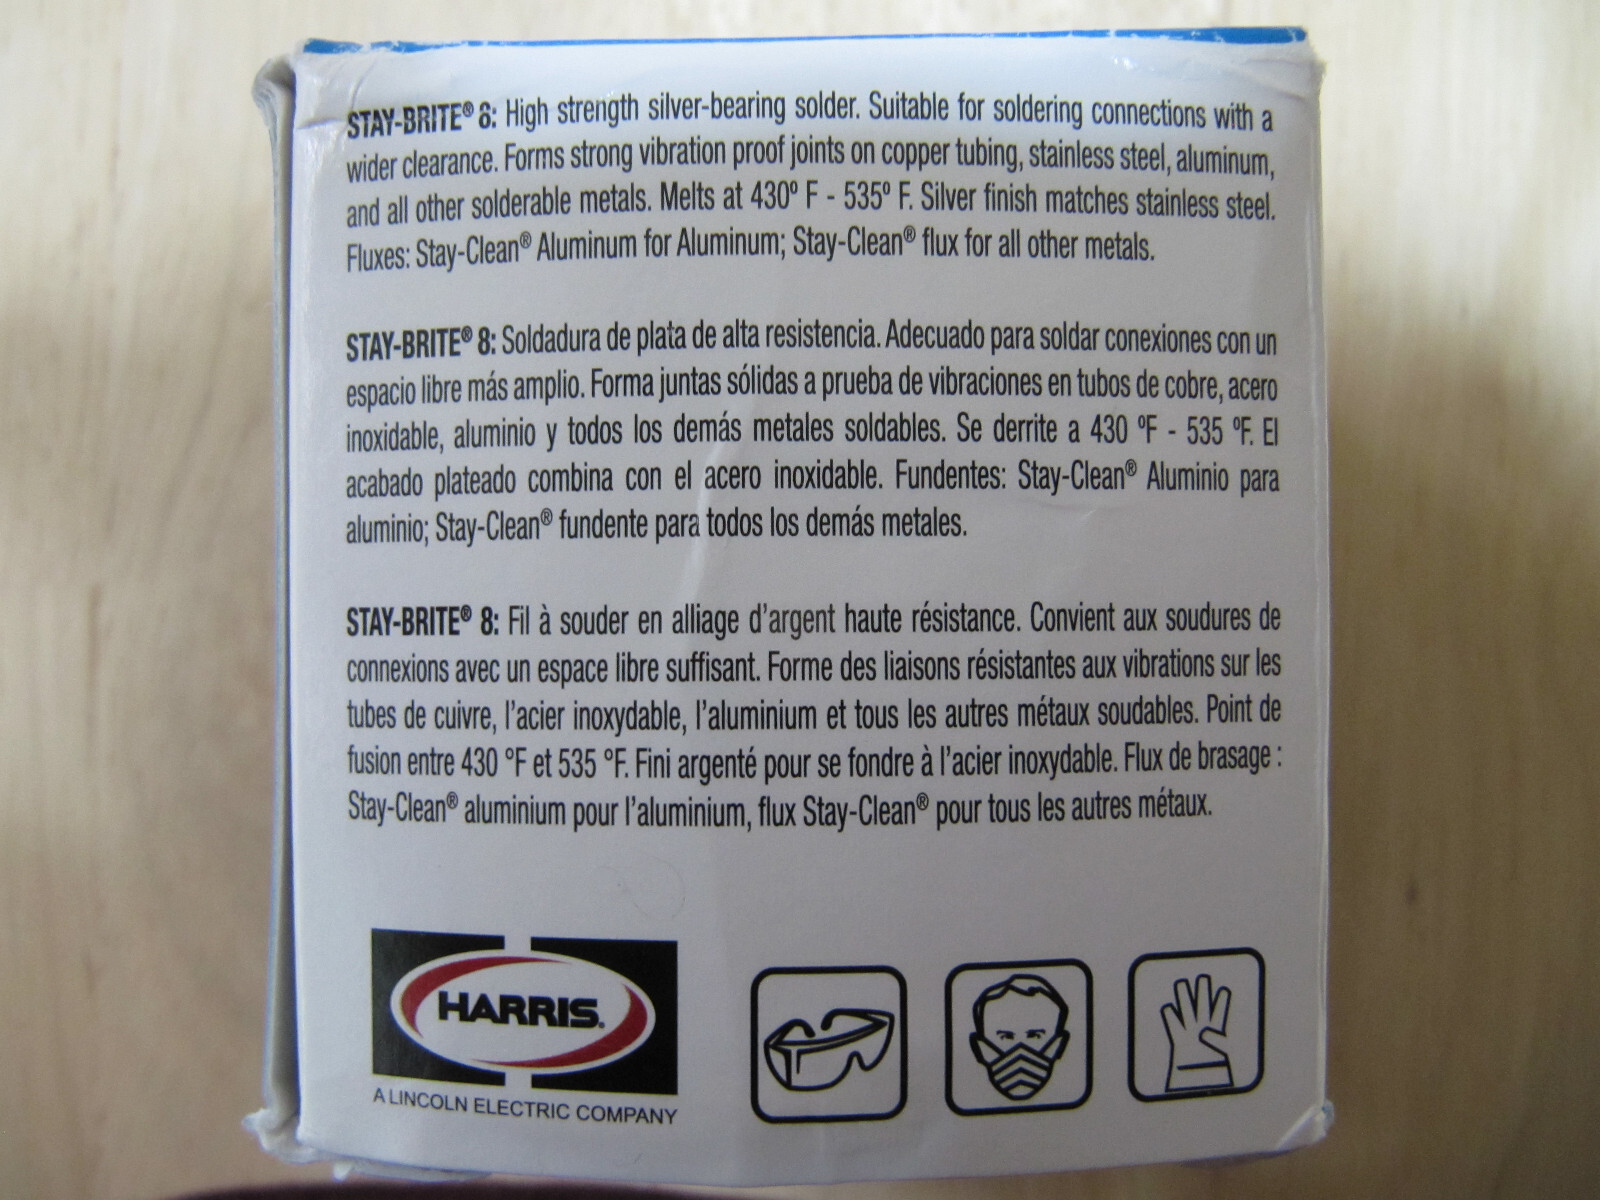 STAY-BRITE® 8: High strength silver-bearing solder. Suitable for soldering connections with a
wider clearance. Forms strong vibration proof joints on copper tubing, stainless steel, aluminum,
and all other solderable metals. Melts at 430º F - 535º F. Silver finish matches stainless steel.
Fluxes: Stay-Clean® Aluminum for Aluminum; Stay-Clean® flux for all other metals.
STAY-BRITE® 8: Soldadura de plata de alta resistencia. Adecuado para soldar conexiones con un
espacio libre más amplio. Forma juntas sólidas a prueba de vibraciones en tubos de cobre, acero
inoxidable, aluminio y todos los demás metales soldables. Se derrite a 430 ºF - 535 ºF. El
acabado plateado combina con el acero inoxidable. Fundentes: Stay-Clean® Aluminio para
aluminio; Stay-Clean® fundente para todos los demás metales.
STAY-BRITE® 8: Fil à souder en alliage d'argent haute résistance. Convient aux soudures de
connexions avec un espace libre suffisant. Forme des liaisons résistantes aux vibrations sur les
tubes de cuivre, l'acier inoxydable, l'aluminium et tous les autres métaux soudables. Point de
fusion entre 430 °F et 535 °F. Fini argenté pour se fondre à l'acier inoxydable. Flux de brasage :
Stay-Clean® aluminium pour l'aluminium, flux Stay-Clean® pour tous les autres métaux.
HARRIS.
A LINCOLN ELECTRIC COMPANY